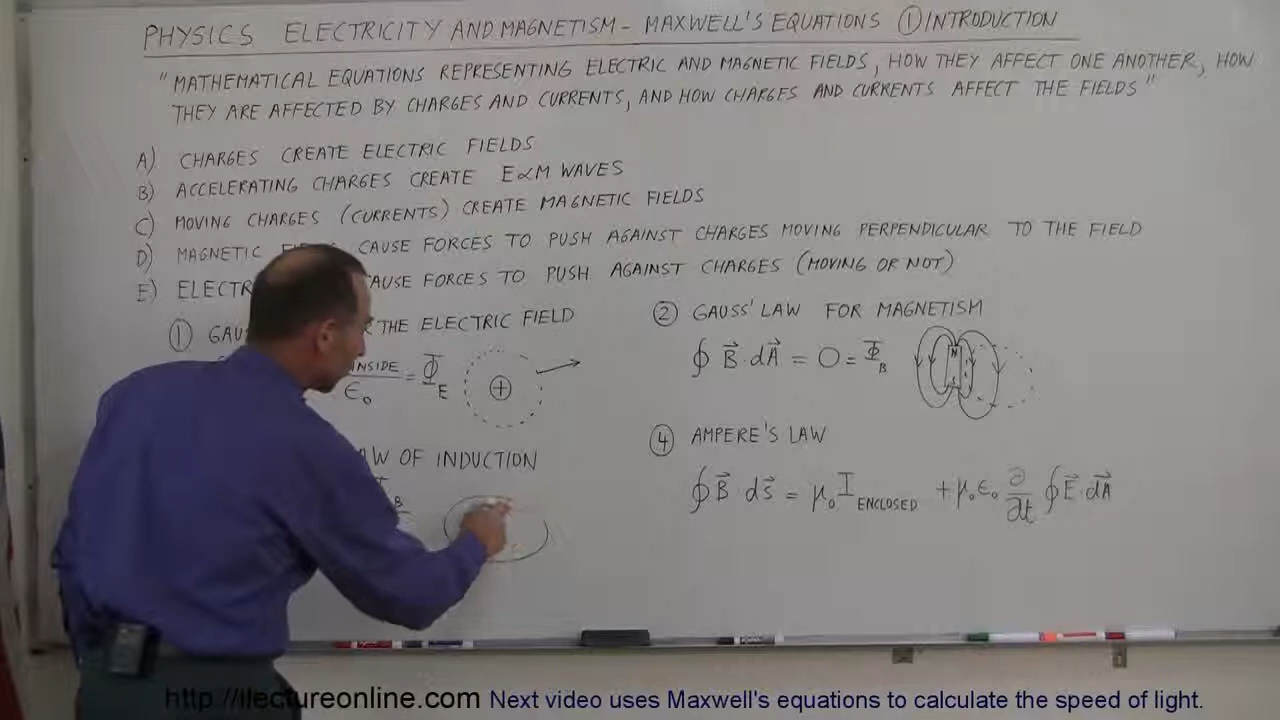 PHYSICS ELECTRICITY AND MAGNETISM - MAXWELL'S EQUATIONS ① INTRODUCTION
"MATHEMATICAL EQUATIONS REPRESENTING ELECTRIC AND MAGNETIC FIELDS, HOW THEY AFFECT ONE ANOTHER, HOW
THEY ARE AFFECTED BY CHARGES AND CURRENTS, AND HOW CHARGES AND CURRENTS AFFECT THE FIELDS"
A) CHARGES CREATE ELECTRIC FIELDS
B) ACCELERATING CHARGES CREATE E∝M WAVES
C) MOVING CHARGES (CURRENTS) CREATE MAGNETIC FIELDS
D) MAGNETIC CAUSE FORCES TO PUSH AGAINST CHARGES MOVING PERPENDICULAR TO THE FIELD
E) ELECTR AUSE FORCES TO PUSH AGAINST CHARGES (MOVING OR NOT)
① GAU R THE ELECTRIC FIELD
INSIDE / ε₀ = Φ_E
+
② GAUSS' LAW FOR MAGNETISM
∮ B⃗ · dA⃗ = 0 = Φ_B
N
AW OF INDUCTION
B
④ AMPERE'S LAW
∮ B⃗ · ds⃗ = μ₀ I ENCLOSED + μ₀ε₀ ∂/∂t ∮ E⃗ · dA⃗
http://ilectureonline.com Next video uses Maxwell's equations to calculate the speed of light.